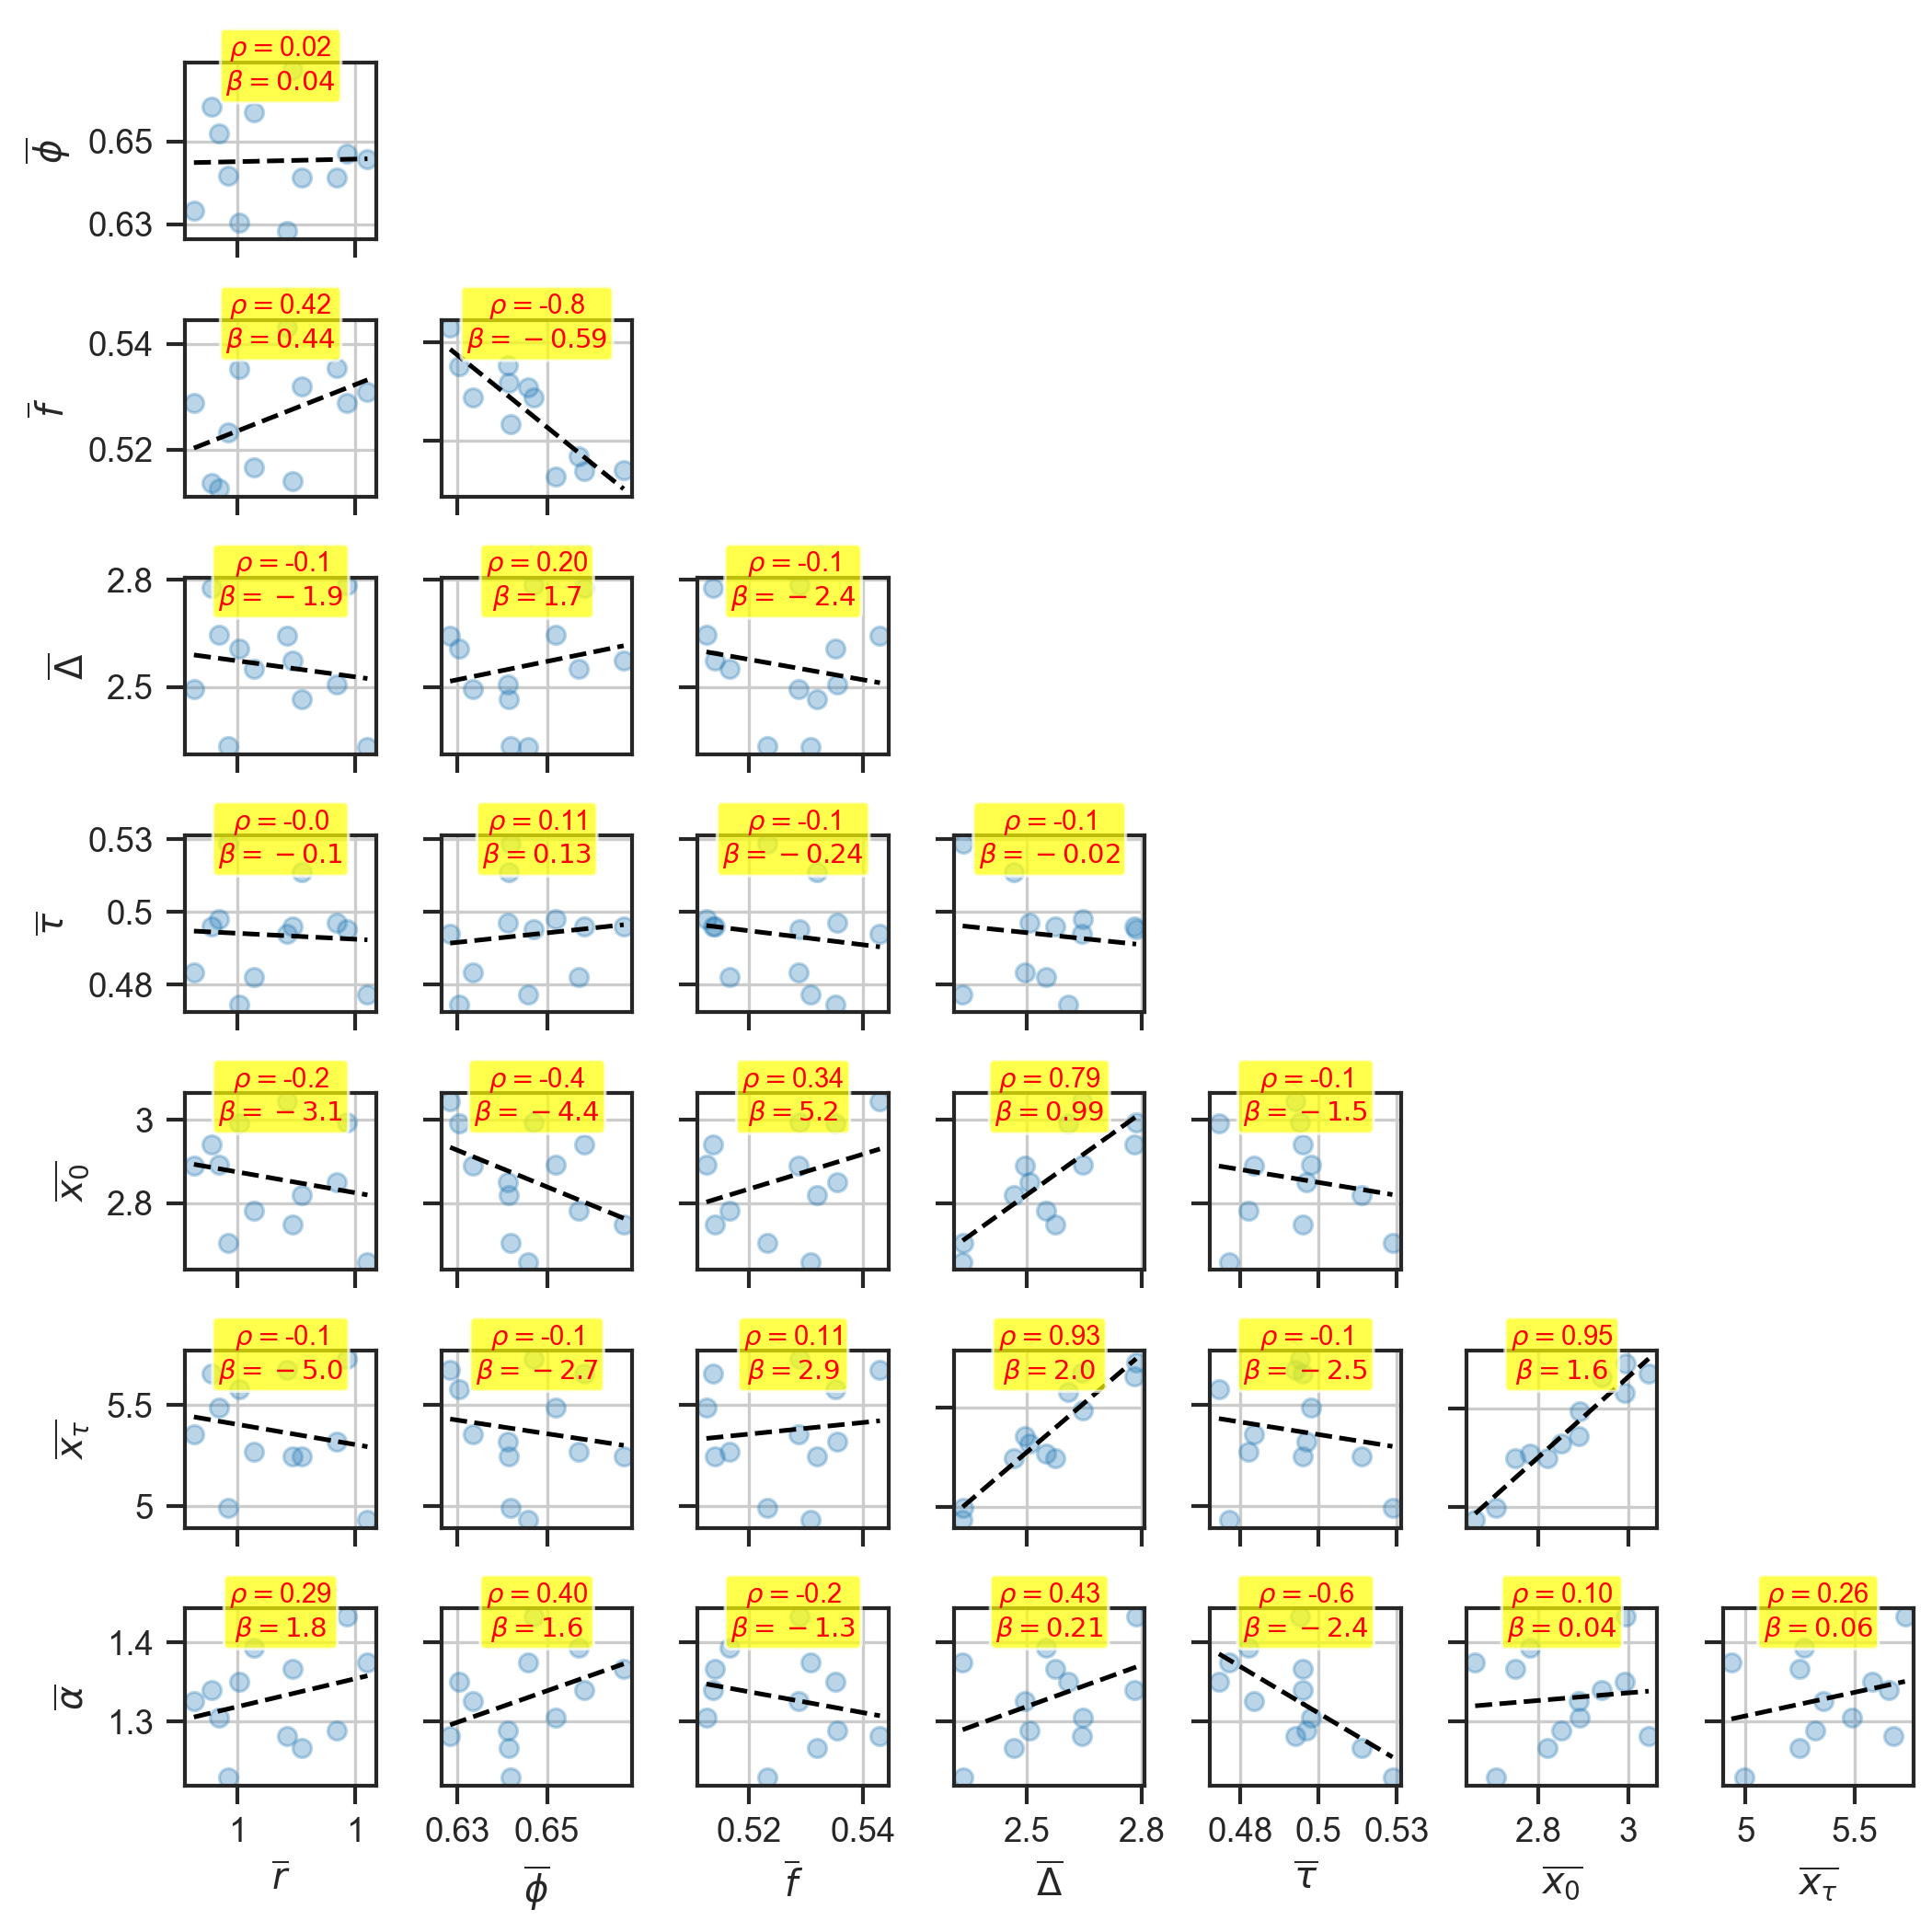 ρ = 0.02
β = 0.04
0.65
0.63
ϕ̅
ρ = 0.42
β = 0.44
ρ = -0.8
β = −0.59
0.54
0.52
f̅
ρ = -0.1
β = −1.9
ρ = 0.20
β = 1.7
ρ = -0.1
β = −2.4
2.8
2.5
Δ̅
ρ = -0.0
β = −0.1
ρ = 0.11
β = 0.13
ρ = -0.1
β = −0.24
ρ = -0.1
β = −0.02
0.53
0.5
0.48
τ̅
ρ = -0.2
β = −3.1
ρ = -0.4
β = −4.4
ρ = 0.34
β = 5.2
ρ = 0.79
β = 0.99
ρ = -0.1
β = −1.5
3
2.8
x̅₀
ρ = -0.1
β = −5.0
ρ = -0.1
β = −2.7
ρ = 0.11
β = 2.9
ρ = 0.93
β = 2.0
ρ = -0.1
β = −2.5
ρ = 0.95
β = 1.6
5.5
5
x̅_τ
ρ = 0.29
β = 1.8
ρ = 0.40
β = 1.6
ρ = -0.2
β = −1.3
ρ = 0.43
β = 0.21
ρ = -0.6
β = −2.4
ρ = 0.10
β = 0.04
ρ = 0.26
β = 0.06
1.4
1.3
α̅
1 1 0.63 0.65 0.52 0.54 2.5 2.8 0.48 0.5 0.53 2.8 3 5 5.5
r̅ ϕ̅ f̅ Δ̅ τ̅ x̅₀ x̅_τ